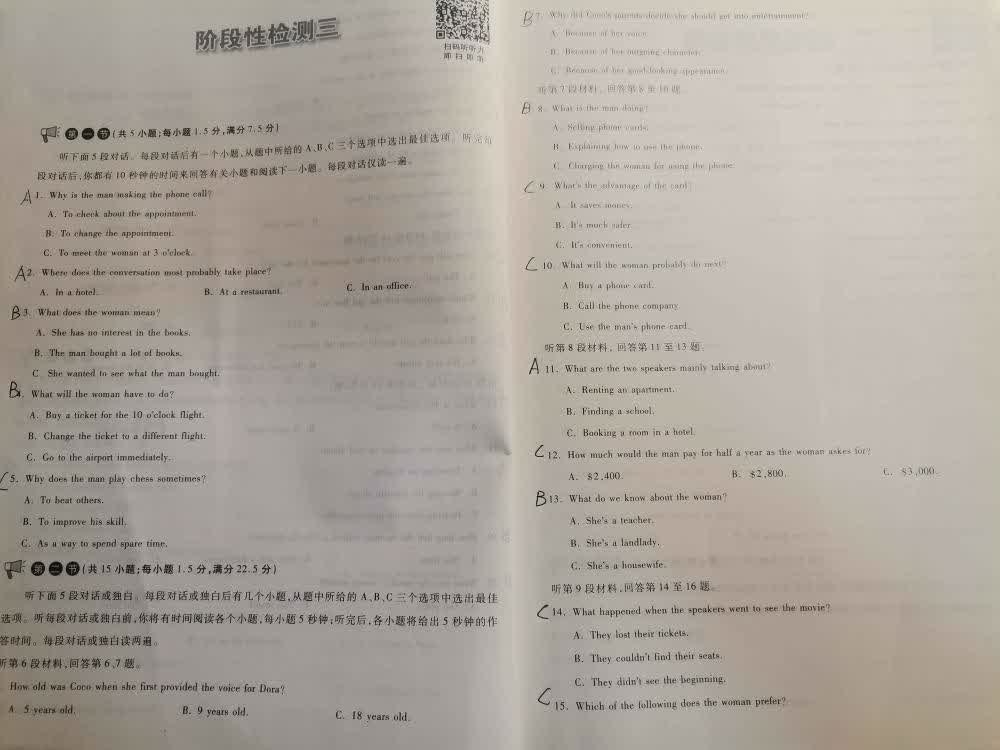 阶段性检测三
扫码听听力
即扫即听
第一节(共5小题;每小题1.5分,满分7.5分)
听下面5段对话。每段对话后有一个小题,从题中所给的A、B、C三个选项中选出最佳选项。听完每
段对话后,你都有10秒钟的时间来回答有关小题和阅读下一小题。每段对话仅读一遍。
A 1. Why is the man making the phone call?
A. To check about the appointment.
B. To change the appointment.
C. To meet the woman at 3 o'clock.
A 2. Where does the conversation most probably take place?
A. In a hotel. B. At a restaurant. C. In an office.
B 3. What does the woman mean?
A. She has no interest in the books.
B. The man bought a lot of books.
C. She wanted to see what the man bought.
B 4. What will the woman have to do?
A. Buy a ticket for the 10 o'clock flight.
B. Change the ticket to a different flight.
C. Go to the airport immediately.
C 5. Why does the man play chess sometimes?
A. To beat others.
B. To improve his skill.
C. As a way to spend spare time.
第二节(共15小题;每小题1.5分,满分22.5分)
听下面5段对话或独白。每段对话或独白后有几个小题,从题中所给的A、B、C三个选项中选出最佳
选项。听每段对话或独白前,你将有时间阅读各个小题,每小题5秒钟;听完后,各小题将给出5秒钟的作
答时间。每段对话或独白读两遍。
听第6段材料,回答第6、7题。
How old was Coco when she first provided the voice for Dora?
A. 5 years old. B. 9 years old. C. 18 years old.
B 7. Why did Coco's parents decide she should get into entertainment?
A. Because of her voice.
B. Because of her outgoing character.
C. Because of her good-looking appearance.
听第7段材料,回答第8至10题。
B 8. What is the man doing?
A. Selling phone cards.
B. Explaining how to use the phone.
C. Charging the woman for using the phone.
C 9. What's the advantage of the card?
A. It saves money.
B. It's much safer.
C. It's convenient.
C 10. What will the woman probably do next?
A. Buy a phone card.
B. Call the phone company.
C. Use the man's phone card.
听第8段材料,回答第11至13题。
A 11. What are the two speakers mainly talking about?
A. Renting an apartment.
B. Finding a school.
C. Booking a room in a hotel.
C 12. How much would the man pay for half a year as the woman askes for?
A. $2,400. B. $2,800. C. $3,000.
B 13. What do we know about the woman?
A. She's a teacher.
B. She's a landlady.
C. She's a housewife.
听第9段材料,回答第14至16题。
C 14. What happened when the speakers went to see the movie?
A. They lost their tickets.
B. They couldn't find their seats.
C. They didn't see the beginning.
C 15. Which of the following does the woman prefer?